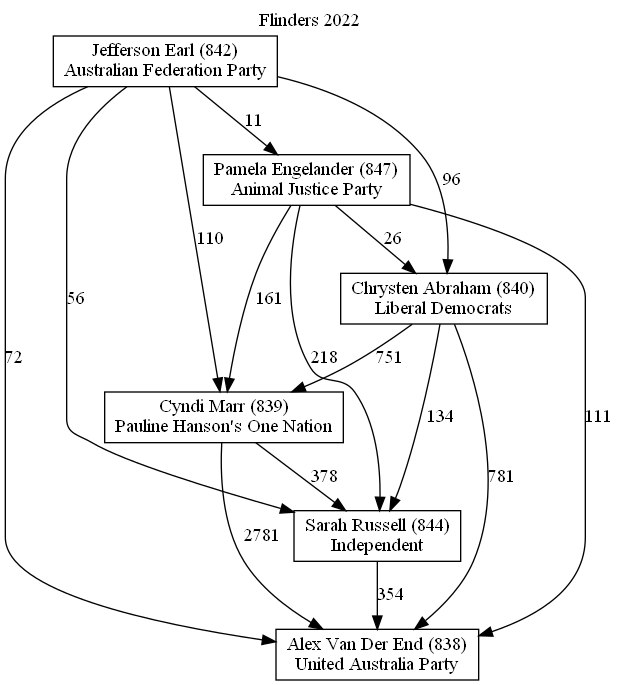 Flinders 2022
Jefferson Earl (842)
Australian Federation Party
11
Pamela Engelander (847)
Animal Justice Party
96
110
26
Chrysten Abraham (840)
Liberal Democrats
56
161
72
218
751
Cyndi Marr (839)
Pauline Hanson's One Nation
134
111
378
781
Sarah Russell (844)
Independent
2781
354
Alex Van Der End (838)
United Australia Party